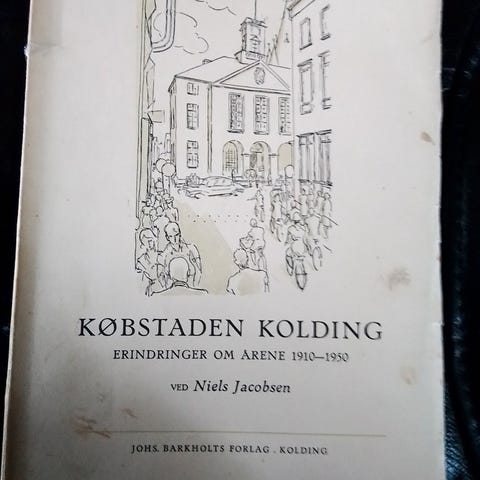 KØBSTADEN KOLDING
ERINDRINGER OM ÅRENE 1910—1950
VED Niels Jacobsen
JOHS. BARKHOLTS FORLAG . KOLDING